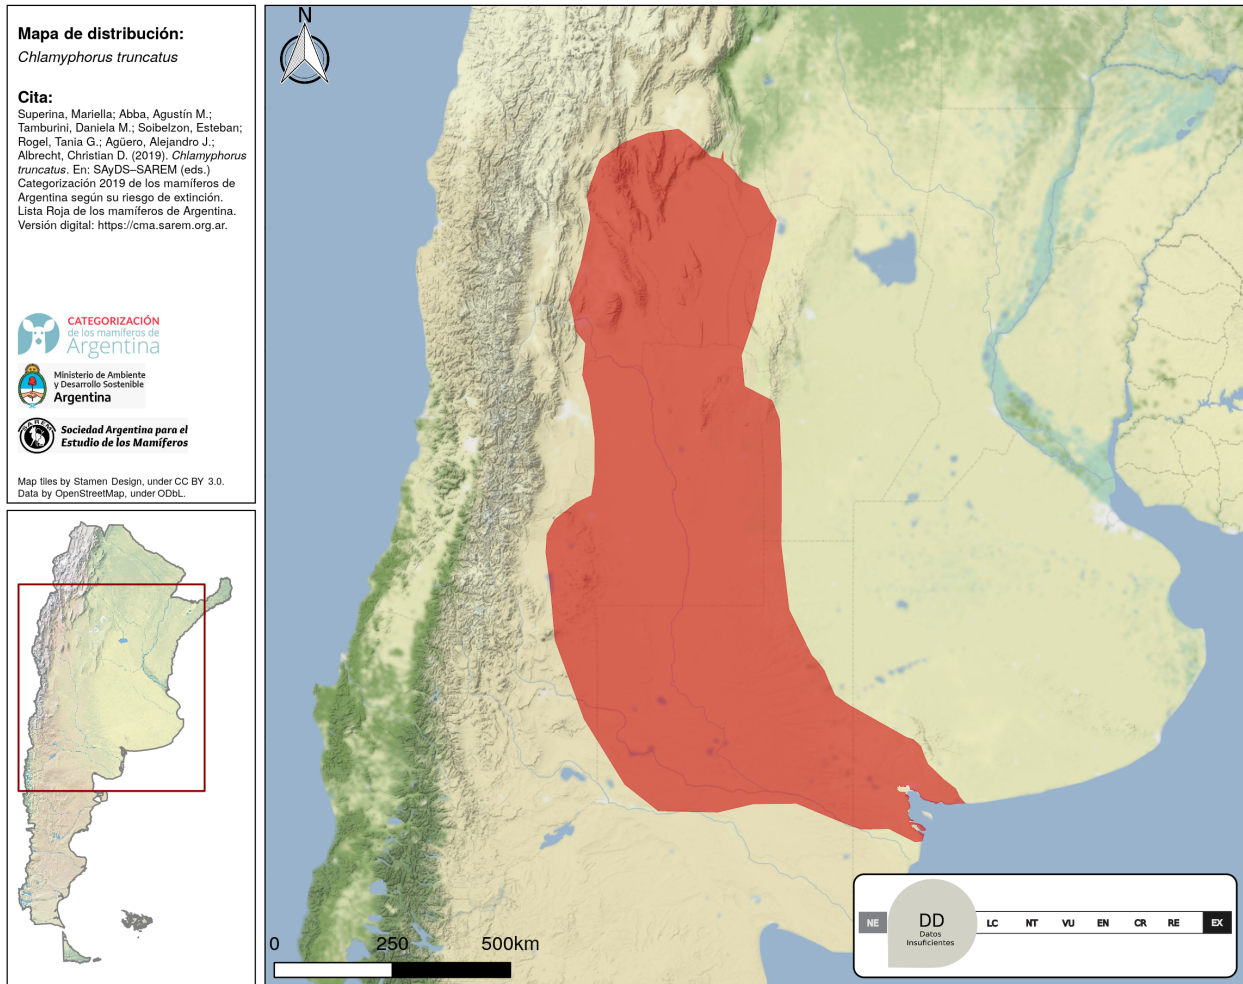 Mapa de distribución:
Chlamyphorus truncatus
Cita:
Superina, Mariella; Abba, Agustín M.;
Tamburini, Daniela M.; Soibelzon, Esteban;
Rogel, Tania G.; Agüero, Alejandro J.;
Albrecht, Christian D. (2019). Chlamyphorus
truncatus. En: SAyDS–SAREM (eds.)
Categorización 2019 de los mamíferos de
Argentina según su riesgo de extinción.
Lista Roja de los mamíferos de Argentina.
Versión digital: https://cma.sarem.org.ar.
CATEGORIZACIÓN
de los mamíferos de
Argentina
Ministerio de Ambiente
y Desarrollo Sostenible
Argentina
SAREM
Sociedad Argentina para el
Estudio de los Mamíferos
Map tiles by Stamen Design, under CC BY 3.0.
Data by OpenStreetMap, under ODbL.
N
0 250 500km
NE DD LC NT VU EN CR RE EX
Datos
Insuficientes